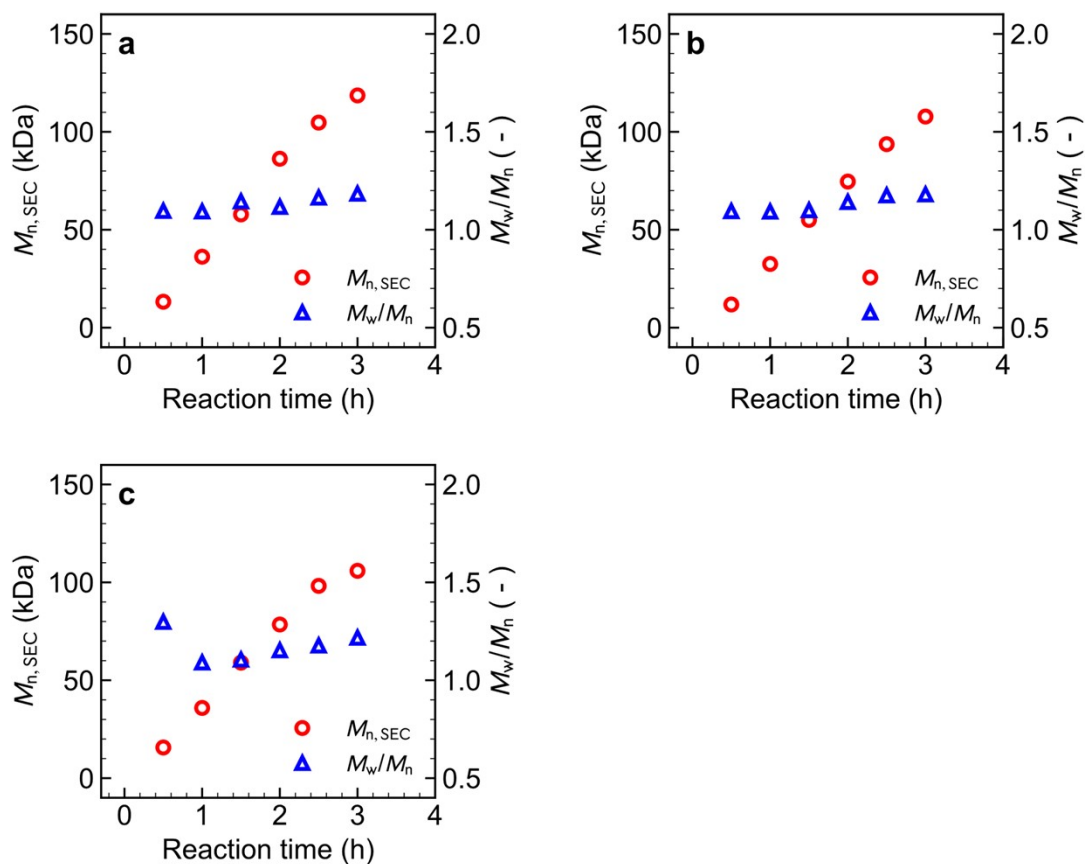 a
150
100
50
0
2.0
1.5
1.0
0.5
0 1 2 3 4
Mn, SEC (kDa)
Mw/Mn ( - )
Mn, SEC
Mw/Mn
Reaction time (h)
b
150
100
50
0
2.0
1.5
1.0
0.5
0 1 2 3 4
Mn, SEC (kDa)
Mw/Mn ( - )
Mn, SEC
Mw/Mn
Reaction time (h)
c
150
100
50
0
2.0
1.5
1.0
0.5
0 1 2 3 4
Mn, SEC (kDa)
Mw/Mn ( - )
Mn, SEC
Mw/Mn
Reaction time (h)